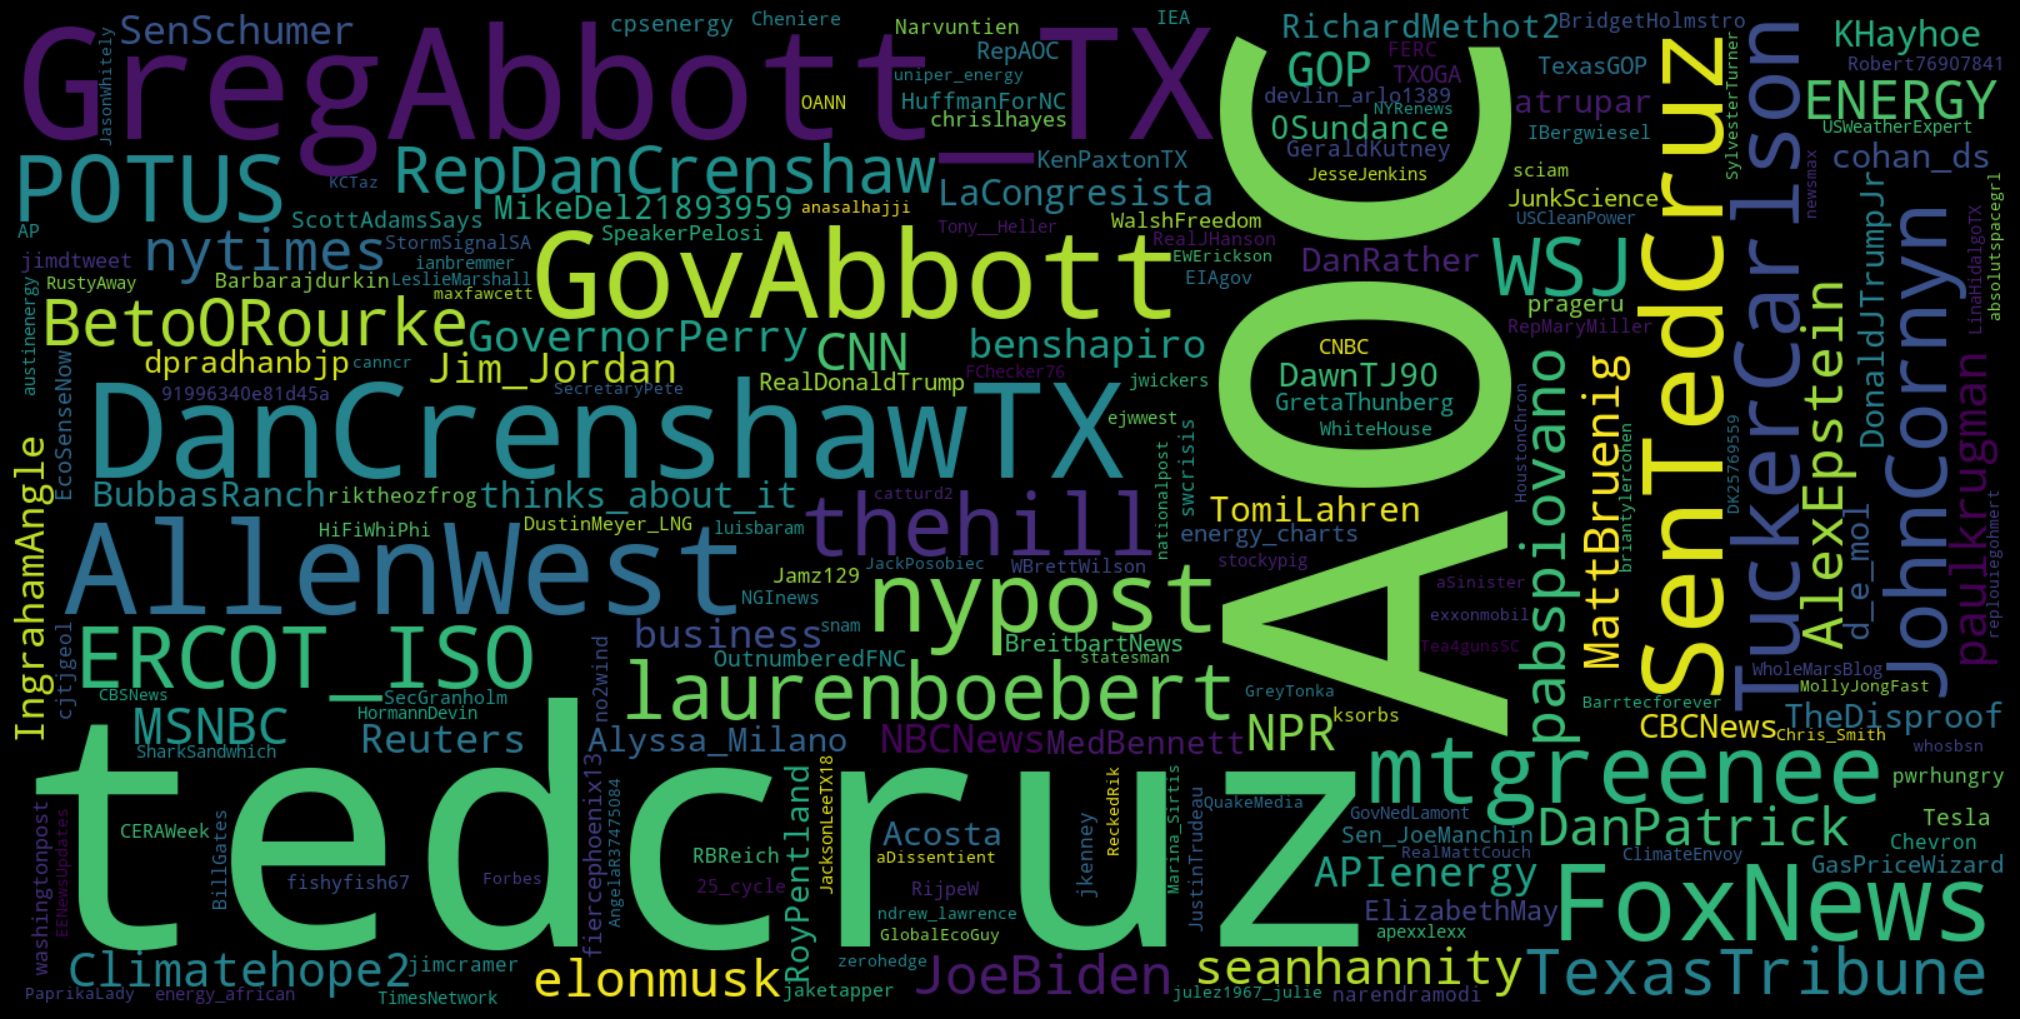 GregAbbott_TX
SenSchumer
cpsenergy
Cheniere
Narvuntien
IEA
RichardMethot2
BridgetHolmstro
KHayhoe
JasonWhitely
RepAOC
GOP
FERC
TXOGA
TexasGOP
Robert76907841
uniper_energy
OANN
HuffmanForNC
chrislhayes
devlin_arlo1389
NYRenews
atrupar
ENERGY
0Sundance
IBergwiesel
USWeatherExpert
SylvesterTurner
POTUS
KCTaz
RepDanCrenshaw
KenPaxtonTX
GeraldKutney
JesseJenkins
sciam
cohan_ds
newsmax
LaCongresista
JunkScience
USCleanPower
MikeDel21893959
anasalhajji
AP
ScottAdamsSays
SpeakerPelosi
Tony__Heller
WalshFreedom
RealJHanson
EWErickson
nytimes
StormSignalSA
ianbremmer
LeslieMarshall
maxfawcett
jimdtweet
RustyAway
Barbarajdurkin
GovAbbott
EIAgov
DanRather
WSJ
prageru
RepMaryMiller
AOC
SenTedCruz
TuckerCarlson
JohnCornyn
AlexEpstein
DonaldJTrumpJr
LinaHidalgoTX
absolutspacegrl
austinenergy
BetoORourke
GovernorPerry
CNN
benshapiro
CNBC
dpradhanbjp
canncr
Jim_Jordan
FChecker76
jwickers
DawnTJ90
GretaThunberg
WhiteHouse
EcoSenseNow
91996340e81d45a
SecretaryPete
RealDonaldTrump
DanCrenshawTX
ejwwest
pabspiovano
MattBruenig
HoustonChron
briantylercohen
DK25769559
paulkrugman
replouiegohmert
d_e_mol
IngrahamAngle
BubbasRanch
riktheozfrog
thinks_about_it
catturd2
nationalpost
swcrisis
TomiLahren
HiFiWhiPhi
DustinMeyer_LNG
luisbaram
thehill
energy_charts
stockypig
AllenWest
JackPosobiec
WBrettWilson
Jamz129
NGInews
nypost
aSinister
exxonmobil
Tea4gunsSC
ERCOT_ISO
business
snam
BreitbartNews
statesman
OutnumberedFNC
cjtjgeol
CBSNews
SecGranholm
HormannDevin
no2wind
laurenboebert
GreyTonka
ksorbs
WholeMarsBlog
MollyJongFast
Barrtecforever
MSNBC
SharkSandwhich
Reuters
Alyssa_Milano
NBCNews
MedBennett
NPR
CBCNews
Chris_Smith
TheDisproof
whosbsn
tedcruz
mtgreenee
pwrhungry
fiercephoenix13
AngelaR37475084
RoyPentland
JacksonLeeTX18
ReckedRik
Marina_Sirtis
JustinTrudeau
QuakeMedia
GovNedLamont
Sen_JoeManchin
RealMattCouch
DanPatrick
Tesla
Chevron
washingtonpost
EENewsUpdates
CERAWeek
BillGates
fishyfish67
Forbes
RBReich
25_cycle
Acosta
aDissentient
RijpeW
jkenney
ndrew_lawrence
GlobalEcoGuy
APIenergy
ClimateEnvoy
GasPriceWizard
ElizabethMay
apexxlexx
FoxNews
Climatehope2
jimcramer
elonmusk
zerohedge
jaketapper
JoeBiden
seanhannity
julez1967_julie
narendramodi
TexasTribune
PaprikaLady
energy_african
TimesNetwork